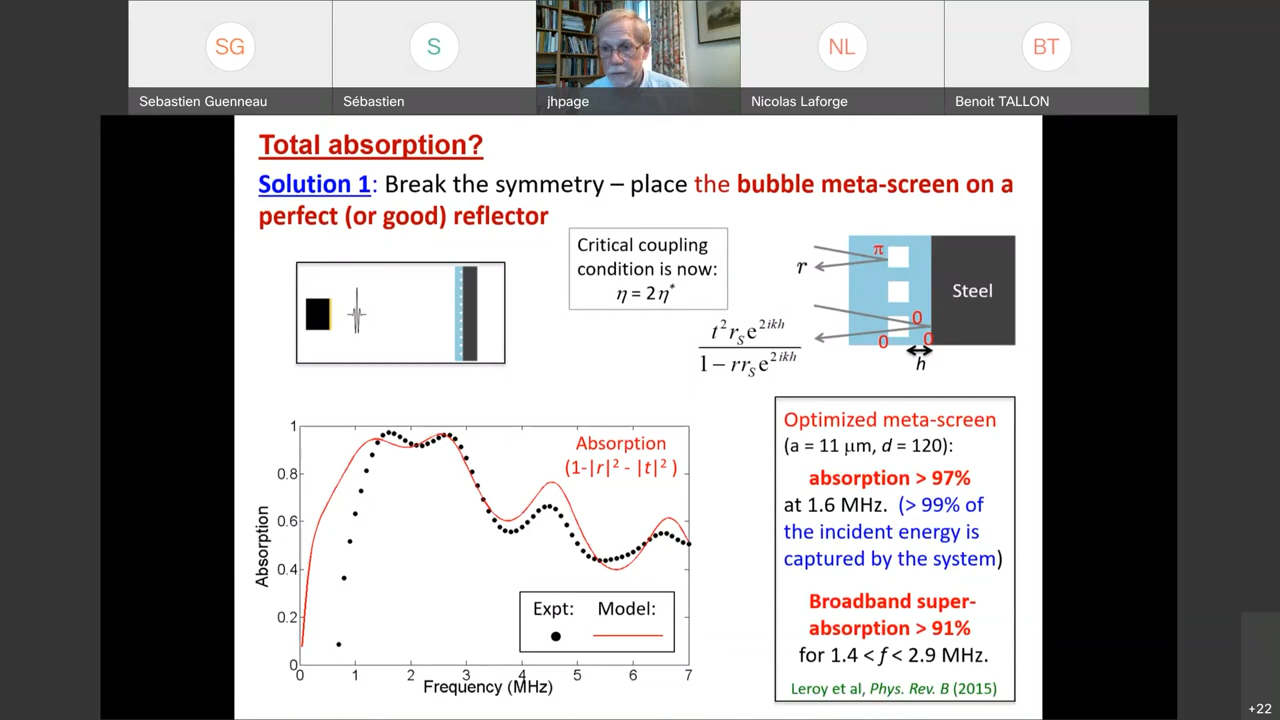 SG
S
NL
BT
Sebastien Guenneau
Sébastien
jhpage
Nicolas Laforge
Benoit TALLON
Total absorption?
Solution 1: Break the symmetry – place the bubble meta-screen on a
perfect (or good) reflector
Critical coupling
condition is now:
η = 2η*
r
π
0
0
0
Steel
h
t² r_S e^{2ikh}
1 − r r_S e^{2ikh}
Absorption
(1-|r|² - |t|²)
Absorption
1
0.8
0.6
0.4
0.2
0
0 1 2 3 4 5 6 7
Frequency (MHz)
Expt: Model:
Optimized meta-screen
(a = 11 μm, d = 120):
absorption > 97%
at 1.6 MHz. (> 99% of
the incident energy is
captured by the system)
Broadband super-
absorption > 91%
for 1.4 < f < 2.9 MHz.
Leroy et al, Phys. Rev. B (2015)
+22